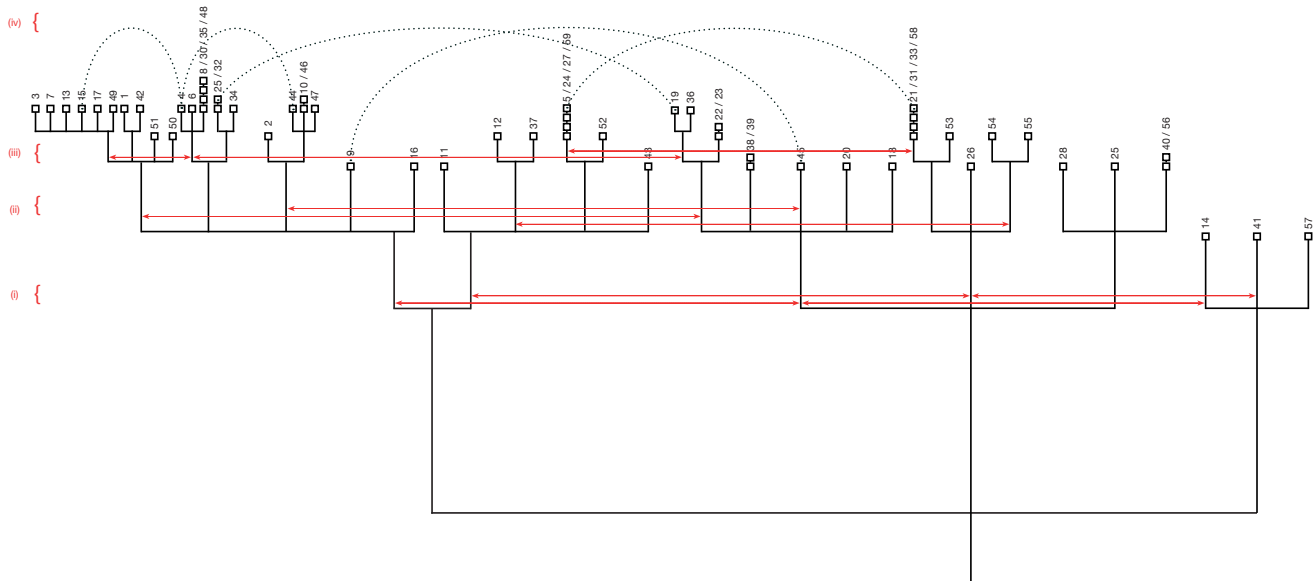 (iv) {
8 / 30 / 35 / 48
25 / 32
10 / 46
5 / 24 / 27 / 59
22 / 23
21 / 31 / 33 / 58
3 7 13 15 17 49 1 42 4 6 34 44 47 19 36
51 50 2 12 37 52 38 / 39 53 54 55 40 / 56
(iii) {
9 16 11 43 45 20 18 26 28 25
(ii) {
14 41 57
(i) {